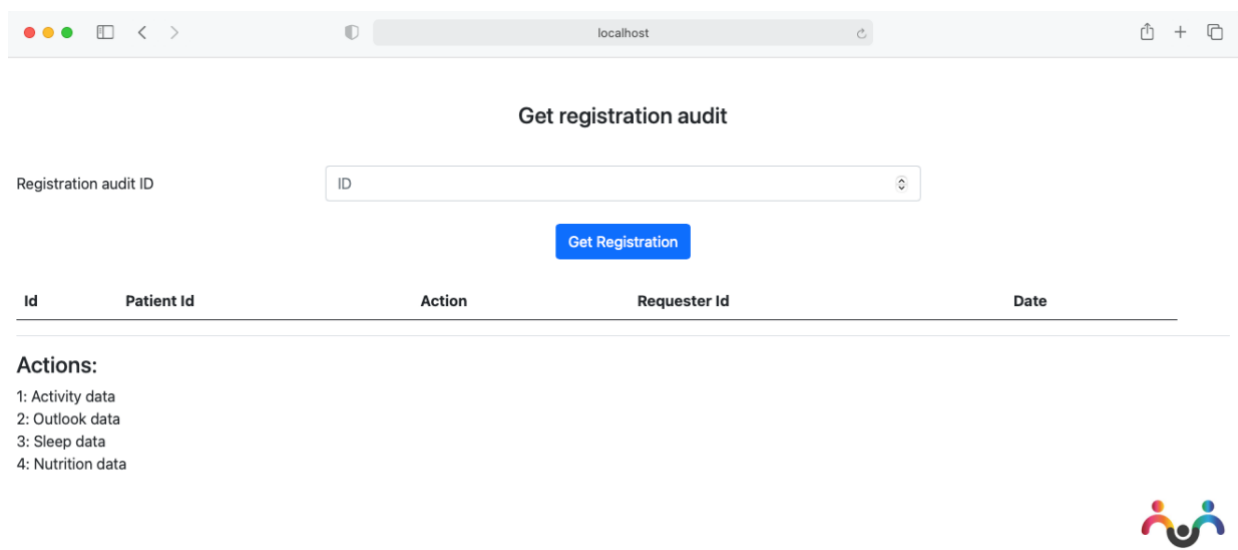 localhost
Get registration audit
Registration audit ID
ID
Get Registration
Id Patient Id Action Requester Id Date
Actions:
1: Activity data
2: Outlook data
3: Sleep data
4: Nutrition data